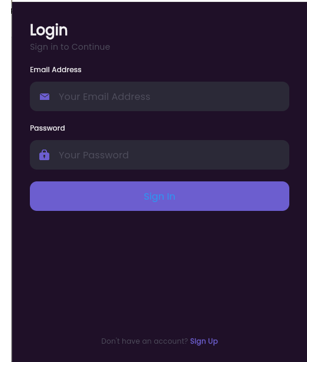 Login
Sign in to Continue
Email Address
Your Email Address
Password
Your Password
Sign In
Don't have an account? Sign Up